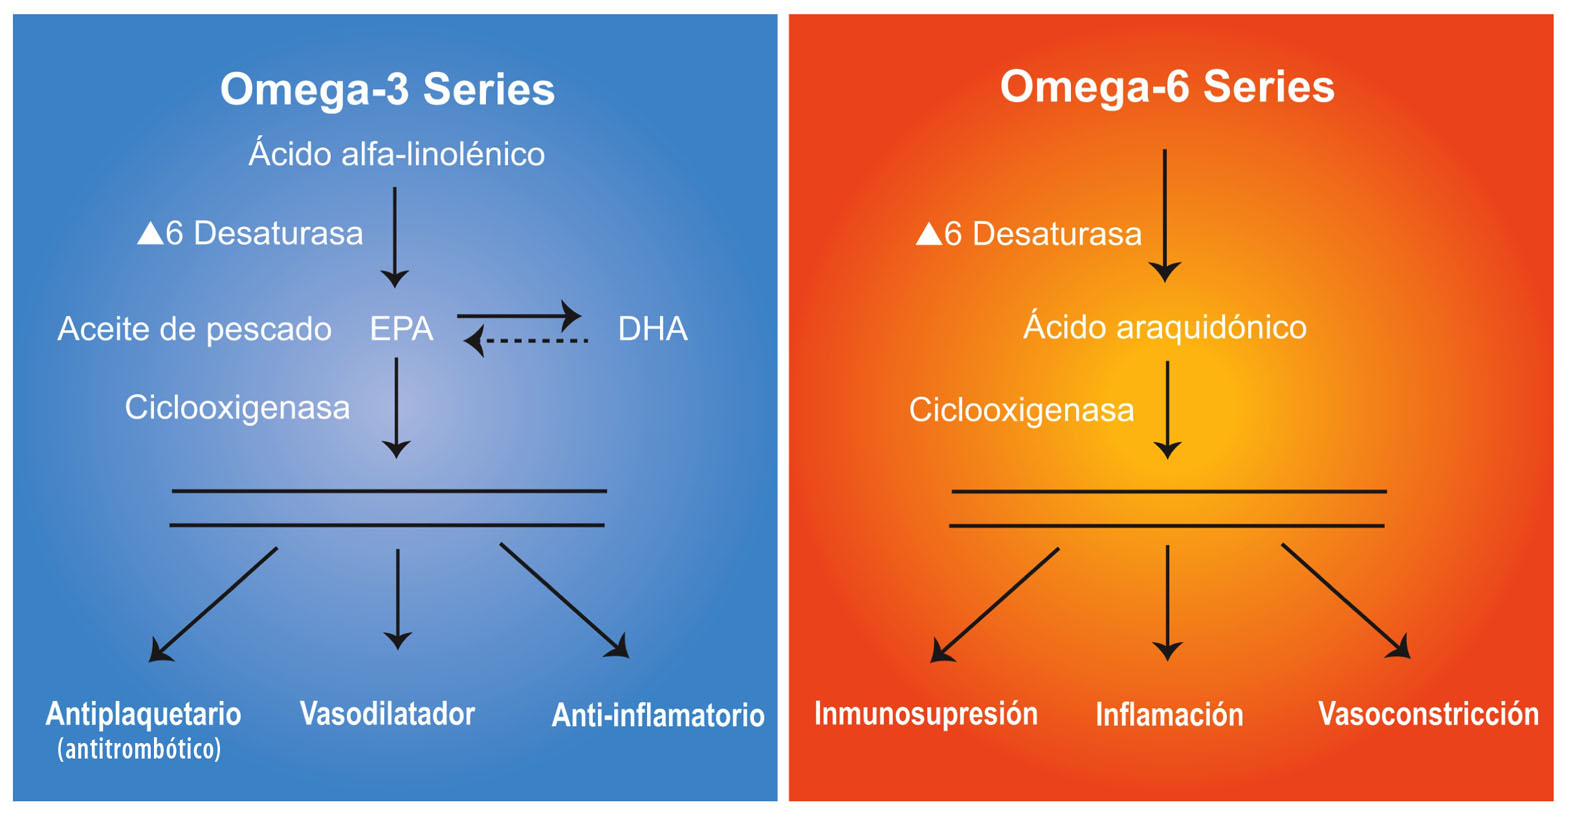 Omega-3 Series
Ácido alfa-linolénico
▲6 Desaturasa
Aceite de pescado EPA DHA
Ciclooxigenasa
Antiplaquetario
(antitrombótico)
Vasodilatador
Anti-inflamatorio
Omega-6 Series
▲6 Desaturasa
Ácido araquidónico
Ciclooxigenasa
Inmunosupresión
Inflamación
Vasoconstricción